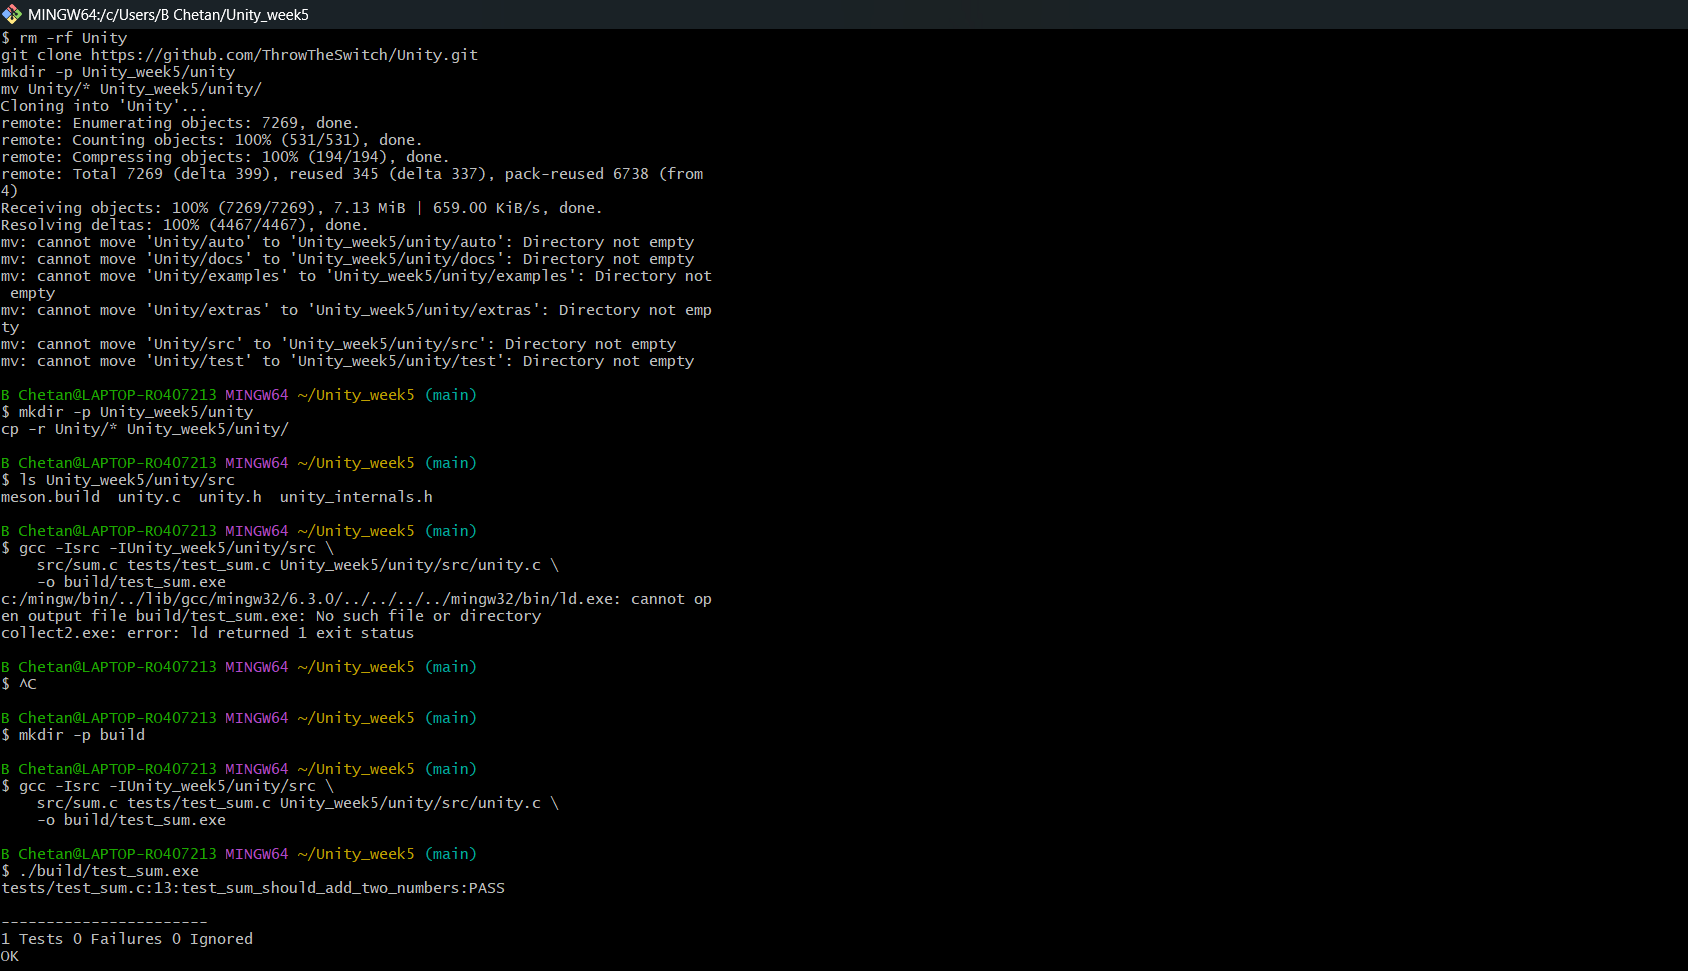 MINGW64:/c/Users/B Chetan/Unity_week5
$ rm -rf Unity
git clone https://github.com/ThrowTheSwitch/Unity.git
mkdir -p Unity_week5/unity
mv Unity/* Unity_week5/unity/
Cloning into 'Unity'...
remote: Enumerating objects: 7269, done.
remote: Counting objects: 100% (531/531), done.
remote: Compressing objects: 100% (194/194), done.
remote: Total 7269 (delta 399), reused 345 (delta 337), pack-reused 6738 (from
4)
Receiving objects: 100% (7269/7269), 7.13 MiB | 659.00 KiB/s, done.
Resolving deltas: 100% (4467/4467), done.
mv: cannot move 'Unity/auto' to 'Unity_week5/unity/auto': Directory not empty
mv: cannot move 'Unity/docs' to 'Unity_week5/unity/docs': Directory not empty
mv: cannot move 'Unity/examples' to 'Unity_week5/unity/examples': Directory not
 empty
mv: cannot move 'Unity/extras' to 'Unity_week5/unity/extras': Directory not emp
ty
mv: cannot move 'Unity/src' to 'Unity_week5/unity/src': Directory not empty
mv: cannot move 'Unity/test' to 'Unity_week5/unity/test': Directory not empty
B Chetan@LAPTOP-RO407213 MINGW64 ~/Unity_week5 (main)
$ mkdir -p Unity_week5/unity
cp -r Unity/* Unity_week5/unity/
B Chetan@LAPTOP-RO407213 MINGW64 ~/Unity_week5 (main)
$ ls Unity_week5/unity/src
meson.build  unity.c  unity.h  unity_internals.h
B Chetan@LAPTOP-RO407213 MINGW64 ~/Unity_week5 (main)
$ gcc -Isrc -IUnity_week5/unity/src \
    src/sum.c tests/test_sum.c Unity_week5/unity/src/unity.c \
    -o build/test_sum.exe
c:/mingw/bin/../lib/gcc/mingw32/6.3.0/../../../../mingw32/bin/ld.exe: cannot op
en output file build/test_sum.exe: No such file or directory
collect2.exe: error: ld returned 1 exit status
B Chetan@LAPTOP-RO407213 MINGW64 ~/Unity_week5 (main)
$ ^C
B Chetan@LAPTOP-RO407213 MINGW64 ~/Unity_week5 (main)
$ mkdir -p build
B Chetan@LAPTOP-RO407213 MINGW64 ~/Unity_week5 (main)
$ gcc -Isrc -IUnity_week5/unity/src \
    src/sum.c tests/test_sum.c Unity_week5/unity/src/unity.c \
    -o build/test_sum.exe
B Chetan@LAPTOP-RO407213 MINGW64 ~/Unity_week5 (main)
$ ./build/test_sum.exe
tests/test_sum.c:13:test_sum_should_add_two_numbers:PASS
-----------------------
1 Tests 0 Failures 0 Ignored
OK